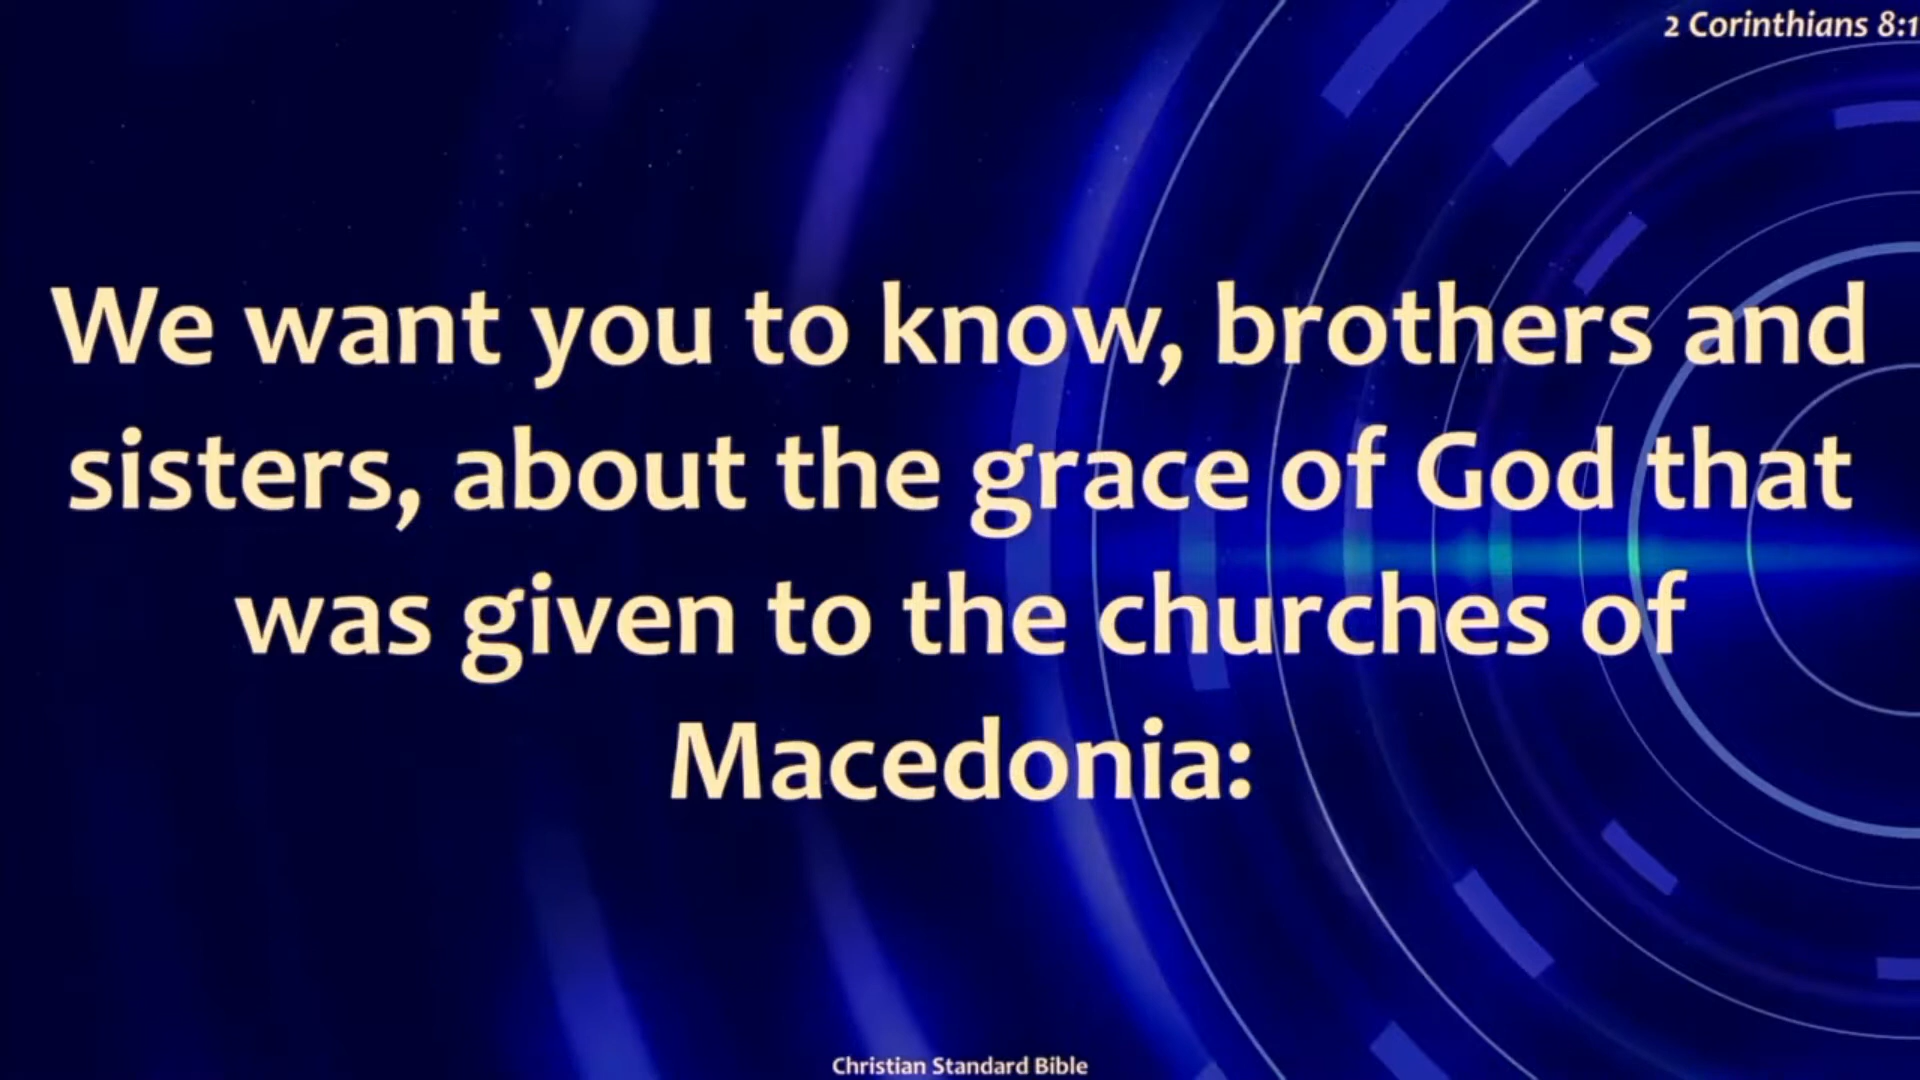 2 Corinthians 8:1
We want you to know, brothers and
sisters, about the grace of God that
was given to the churches of
Macedonia:
Christian Standard Bible